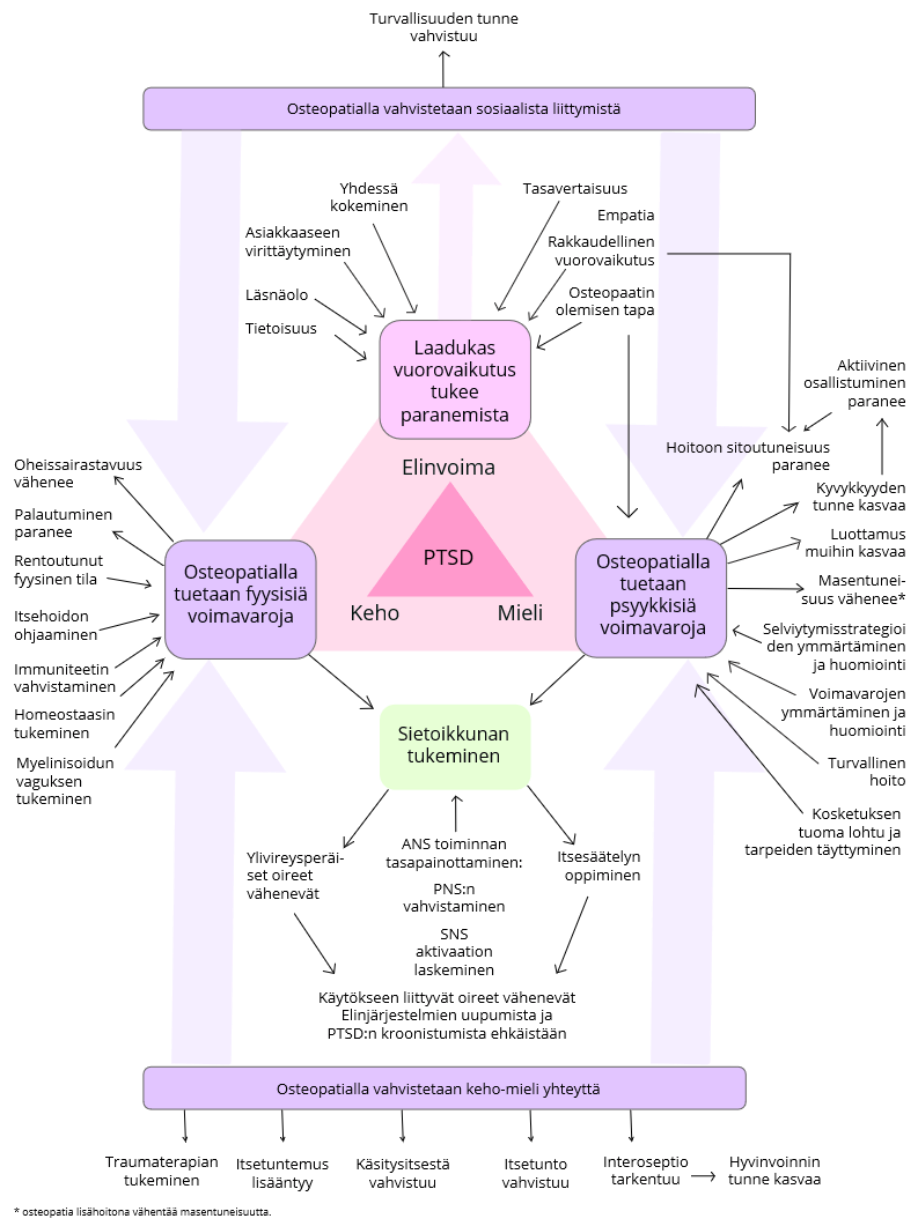 Turvallisuuden tunne
vahvistuu
Osteopatialla vahvistetaan sosiaalista liittymistä
Yhdessä
kokeminen
Asiakkaaseen
virittäytyminen
Läsnäolo
Tietoisuus
Tasavertaisuus
Empatia
Rakkaudellinen
vuorovaikutus
Osteopaatin
olemisen tapa
Laadukas
vuorovaikutus
tukee
paranemista
Aktiivinen
osallistuminen
paranee
Hoitoon sitoutuneisuus
paranee
Elinvoima
PTSD
Keho
Mieli
Oheissairastavuus
vähenee
Palautuminen
paranee
Rentoutunut
fyysinen tila
Itsehoidon
ohjaaminen
Immuniteetin
vahvistaminen
Homeostaasin
tukeminen
Myelinisoidun
vaguksen
tukeminen
Osteopatialla
tuetaan fyysisiä
voimavaroja
Osteopatialla
tuetaan
psyykkisiä
voimavaroja
Kyvykkyyden
tunne kasvaa
Luottamus
muihin kasvaa
Masentunei-
suus vähenee*
Selviytymisstrategioi
den ymmärtäminen
ja huomiointi
Voimavarojen
ymmärtäminen ja
huomiointi
Turvallinen
hoito
Kosketuksen
tuoma lohtu ja
tarpeiden täyttyminen
Sietoikkunan
tukeminen
Ylivireysperäi-
set oireet
vähenevät
ANS toiminnan
tasapainottaminen:
PNS:n
vahvistaminen
SNS
aktivaation
laskeminen
Itsesäätelyn
oppiminen
Käytökseen liittyvät oireet vähenevät
Elinjärjestelmien uupumista ja
PTSD:n kroonistumista ehkäistään
Osteopatialla vahvistetaan keho-mieli yhteyttä
Traumaterapian
tukeminen
Itsetuntemus
lisääntyy
Käsitysitsestä
vahvistuu
Itsetunto
vahvistuu
Interoseptio
tarkentuu
Hyvinvoinnin
tunne kasvaa
* osteopatia lisähoitona vähentää masentuneisuutta.